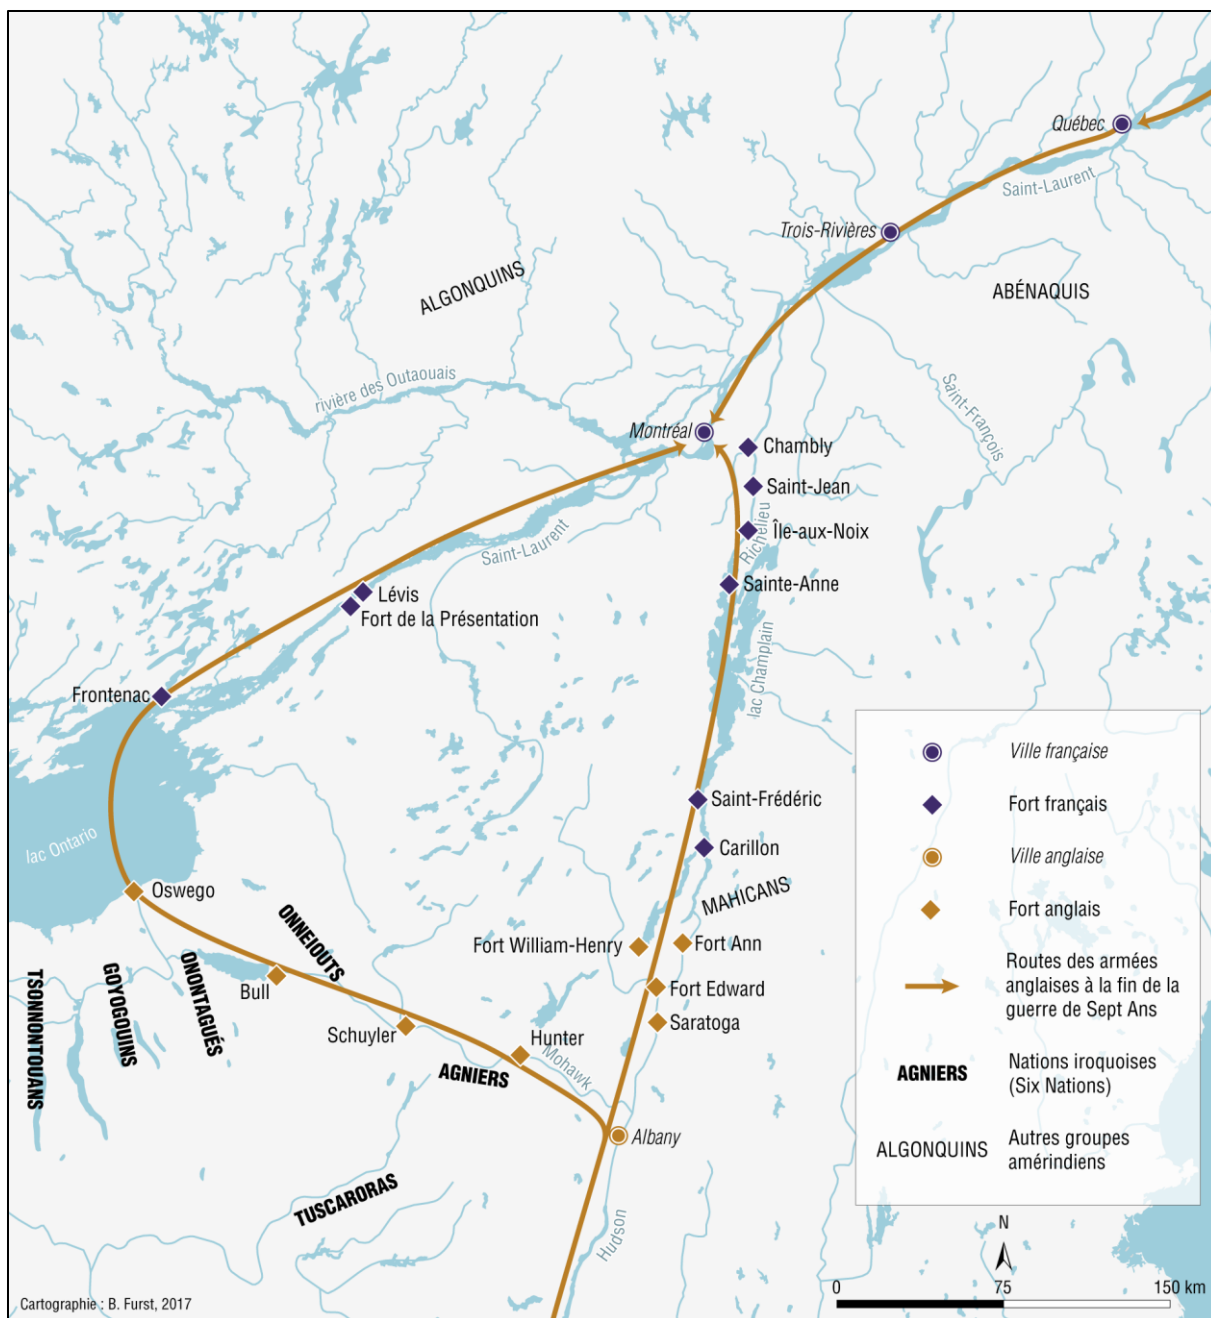 Québec
Saint-Laurent
Trois-Rivières
ALGONQUINS
ABÉNAQUIS
rivière des Outaouais
Saint-François
Montréal
Chambly
Saint-Jean
Île-aux-Noix
Richelieu
Saint-Laurent
Sainte-Anne
Lévis
Fort de la Présentation
lac Champlain
Frontenac
Saint-Frédéric
lac Ontario
Carillon
Oswego
MAHICANS
ONNEIOUTS
Fort William-Henry
Fort Ann
TSONNONTOUANS
GOYOGOUINS
ONONTAGUÉS
Bull
Fort Edward
Schuyler
Saratoga
Hunter
Mohawk
AGNIERS
Albany
TUSCARORAS
Hudson
Ville française
Fort français
Ville anglaise
Fort anglais
Routes des armées
anglaises à la fin de la
guerre de Sept Ans
AGNIERS
Nations iroquoises
(Six Nations)
ALGONQUINS
Autres groupes
amérindiens
N
0 75 150 km
Cartographie : B. Furst, 2017